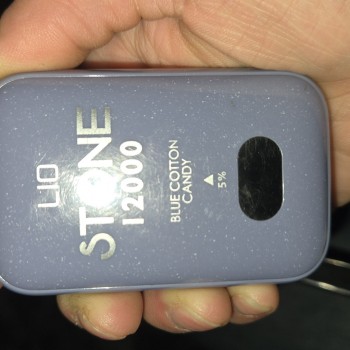 LIO
STONE
12000
BLUE COTTON
CANDY
5%